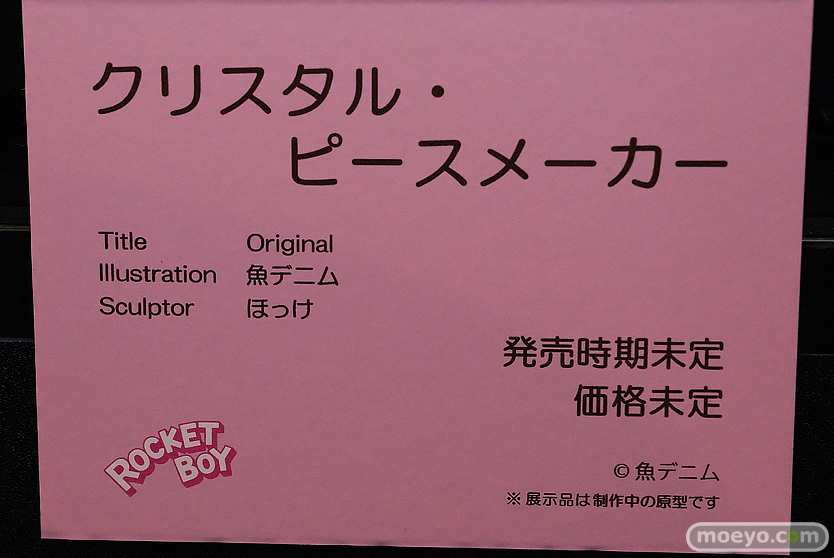 クリスタル・
ピースメーカー
Title Original
Illustration 魚デニム
Sculptor ほっけ
発売時期未定
価格未定
ROCKET
BOY
© 魚デニム
※展示品は制作中の原型です
moeyo.com